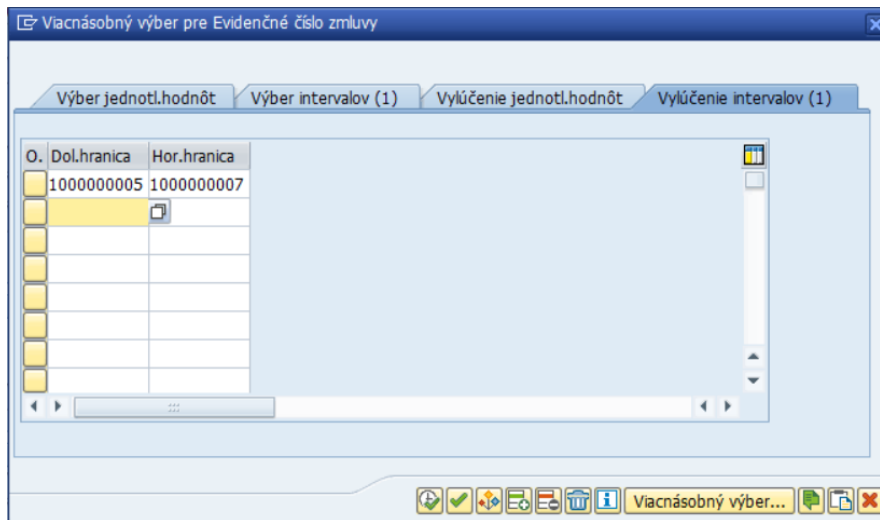 Viacnásobný výber pre Evidenčné číslo zmluvy
Výber jednotl.hodnôt Výber intervalov (1) Vylúčenie jednotl.hodnôt Vylúčenie intervalov (1)
O. Dol.hranica Hor.hranica
1000000005 1000000007
Viacnásobný výber...